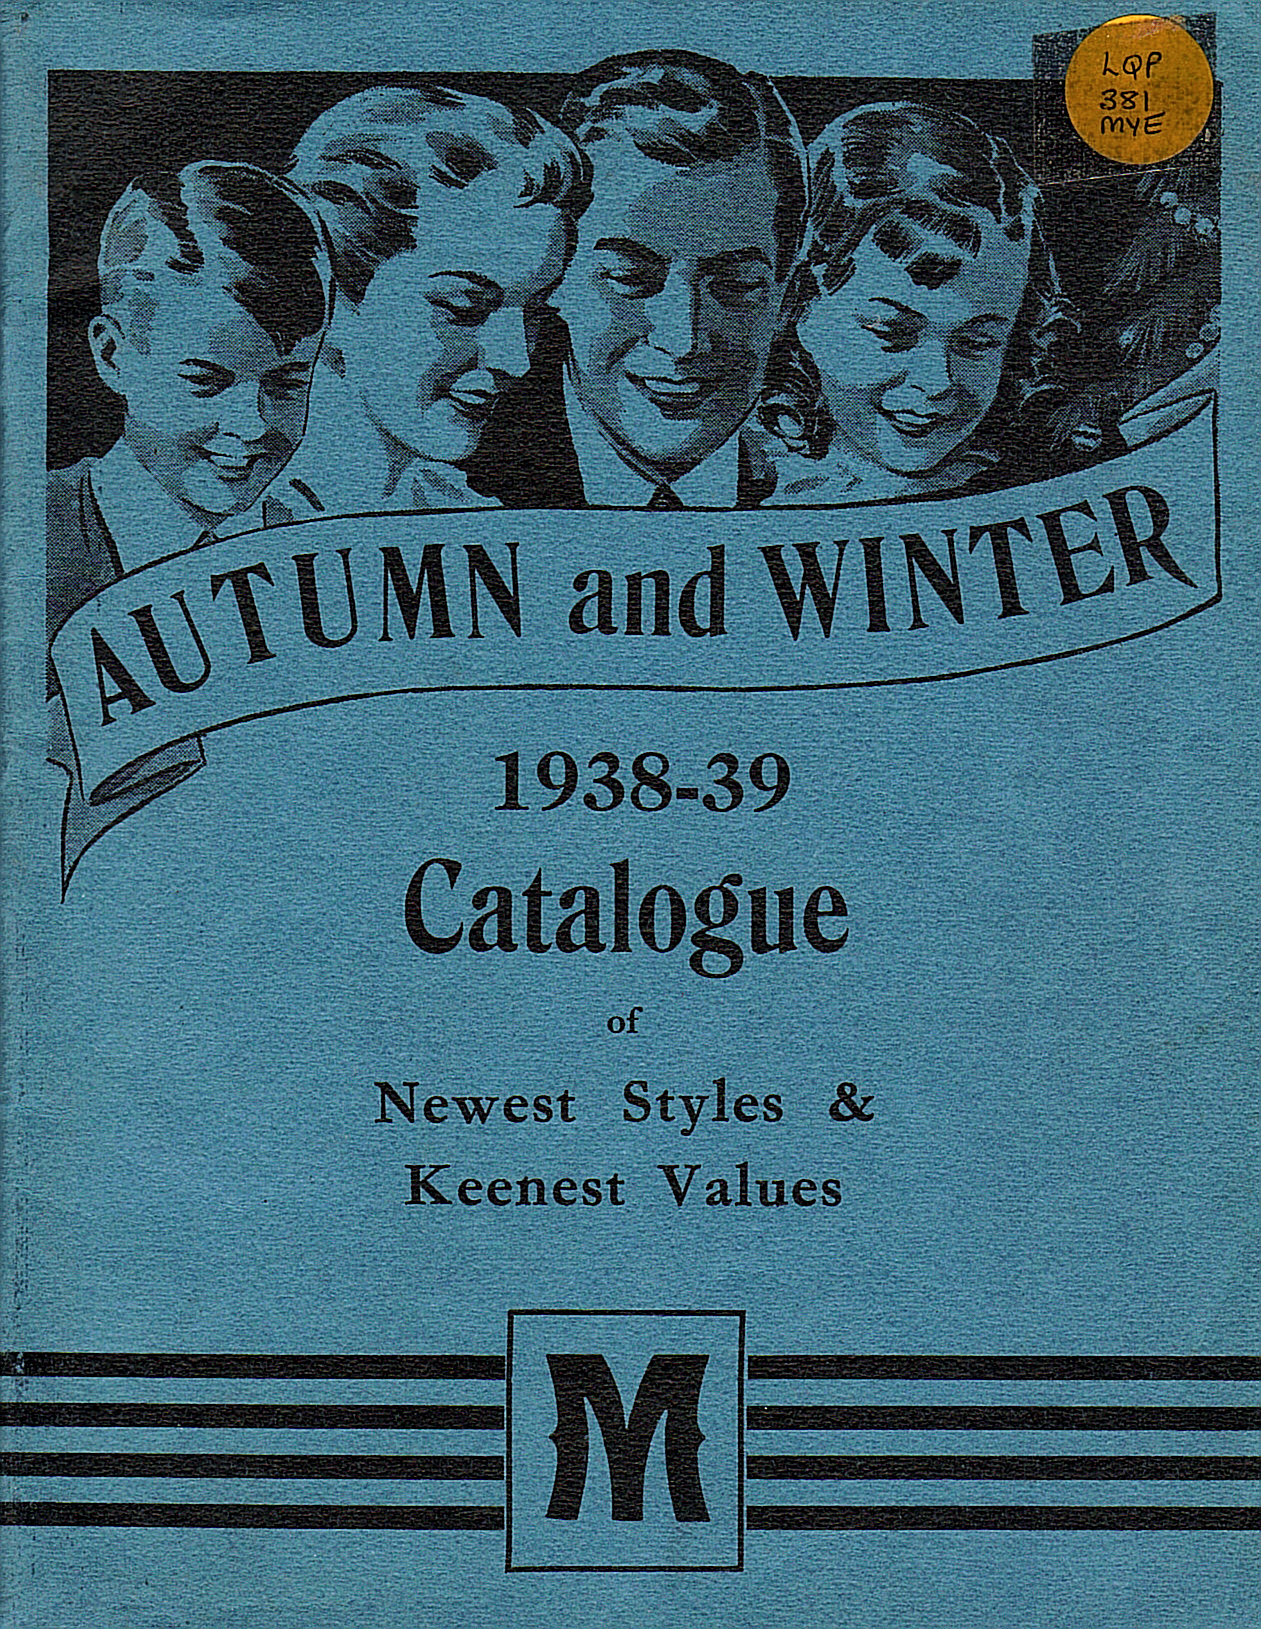 LQP
381
MYE
AUTUMN and WINTER
1938-39
Catalogue
of
Newest Styles &
Keenest Values
M